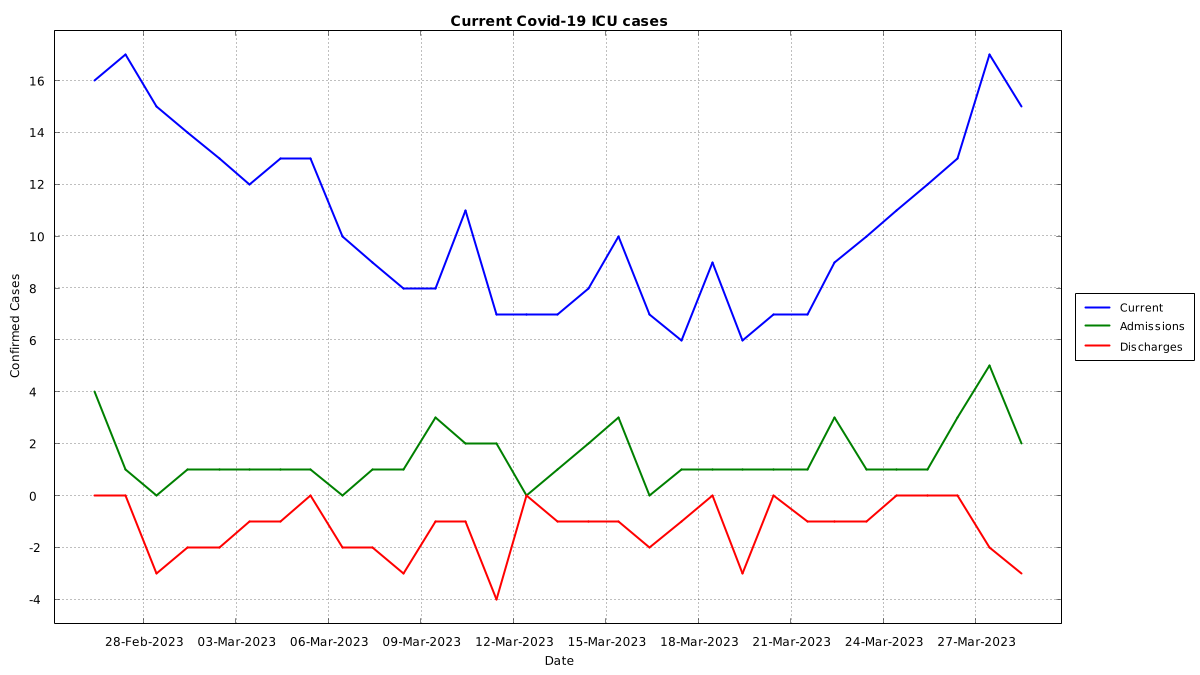 Current Covid-19 ICU cases
16
14
12
10
8
6
4
2
0
-2
-4
Confirmed Cases
28-Feb-2023 03-Mar-2023 06-Mar-2023 09-Mar-2023 12-Mar-2023 15-Mar-2023 18-Mar-2023 21-Mar-2023 24-Mar-2023 27-Mar-2023
Date
Current
Admissions
Discharges